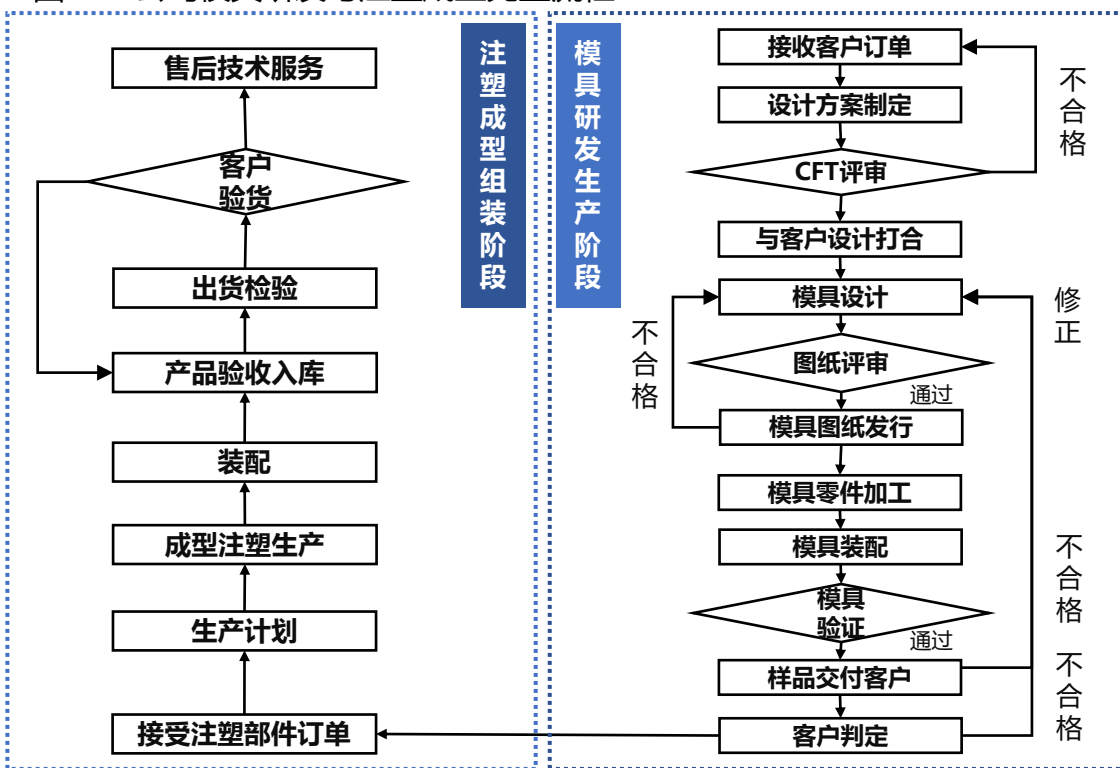 售后技术服务
客户
验货
出货检验
产品验收入库
装配
成型注塑生产
生产计划
接受注塑部件订单
注塑成型组装阶段
模具研发生产阶段
接收客户订单
设计方案制定
CFT评审
不合格
与客户设计打合
模具设计
修正
不合格
图纸评审
通过
模具图纸发行
模具零件加工
模具装配
不合格
模具
验证
通过
样品交付客户
不合格
客户判定